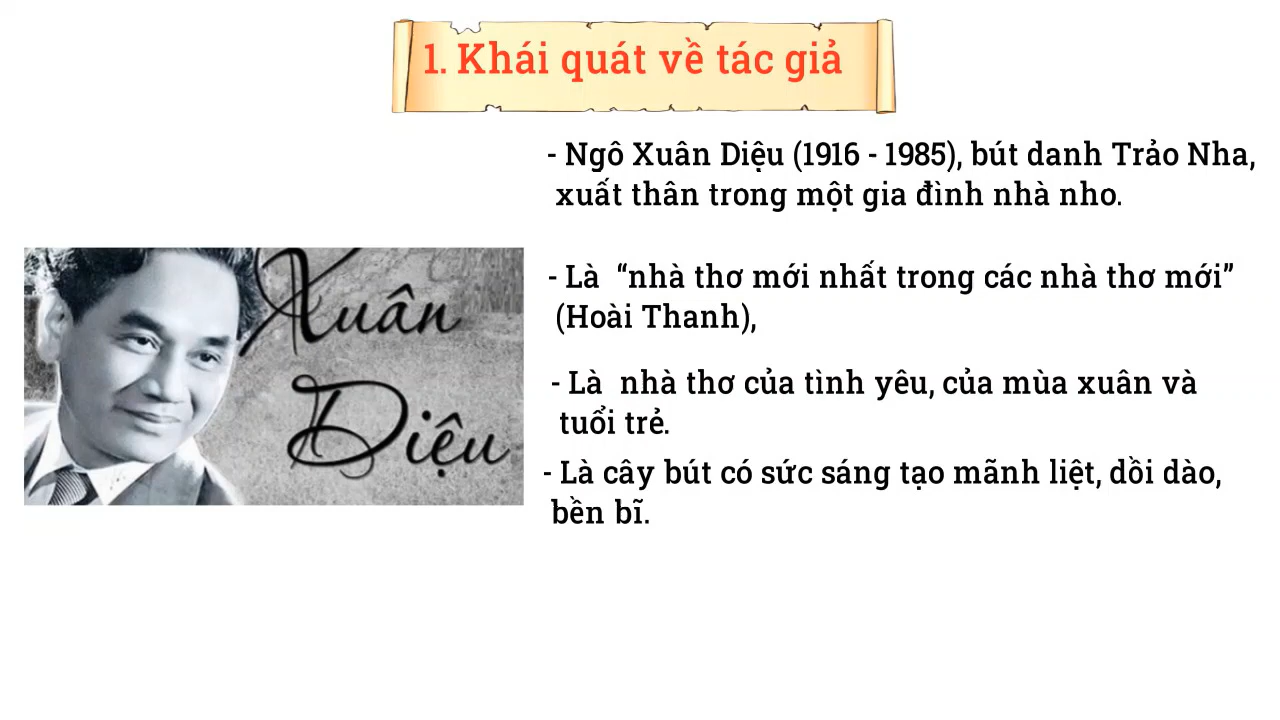 1. Khái quát về tác giả
- Ngô Xuân Diệu (1916 - 1985), bút danh Trảo Nha,
xuất thân trong một gia đình nhà nho.
Xuân
Diệu
- Là “nhà thơ mới nhất trong các nhà thơ mới”
(Hoài Thanh),
- Là nhà thơ của tình yêu, của mùa xuân và
tuổi trẻ.
- Là cây bút có sức sáng tạo mãnh liệt, dồi dào,
bền bĩ.